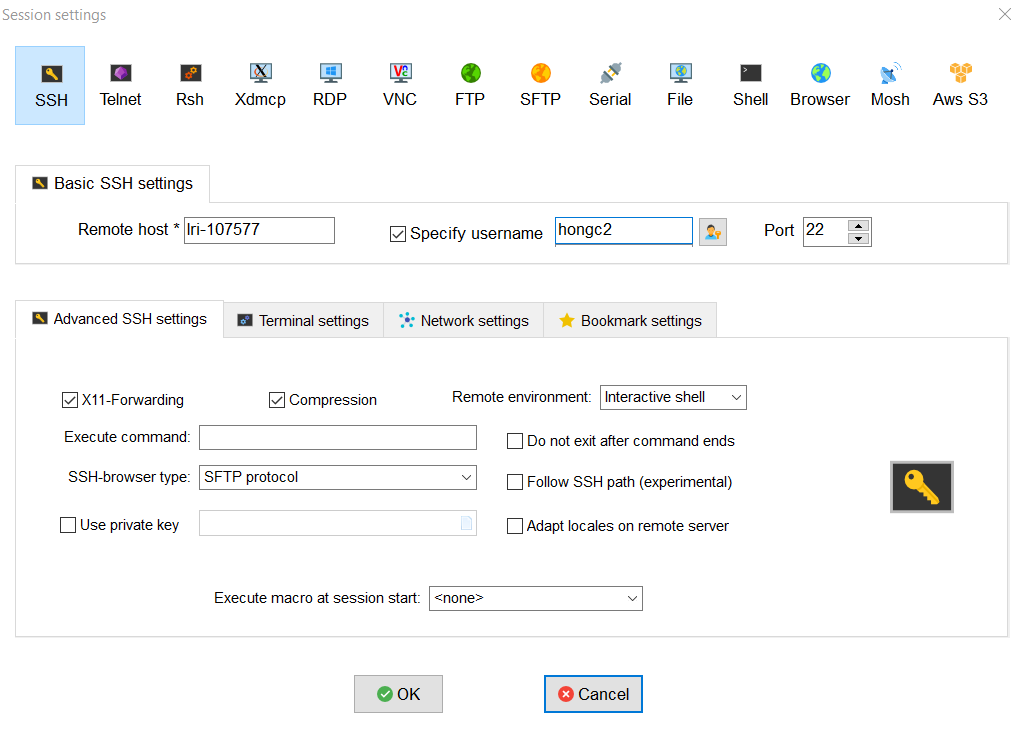 Session settings
SSH Telnet Rsh Xdmcp RDP VNC FTP SFTP Serial File Shell Browser Mosh Aws S3
Basic SSH settings
Remote host * lri-107577 Specify username hongc2 Port 22
Advanced SSH settings Terminal settings Network settings Bookmark settings
X11-Forwarding Compression Remote environment: Interactive shell
Execute command: Do not exit after command ends
SSH-browser type: SFTP protocol Follow SSH path (experimental)
Use private key Adapt locales on remote server
Execute macro at session start: <none>
OK Cancel